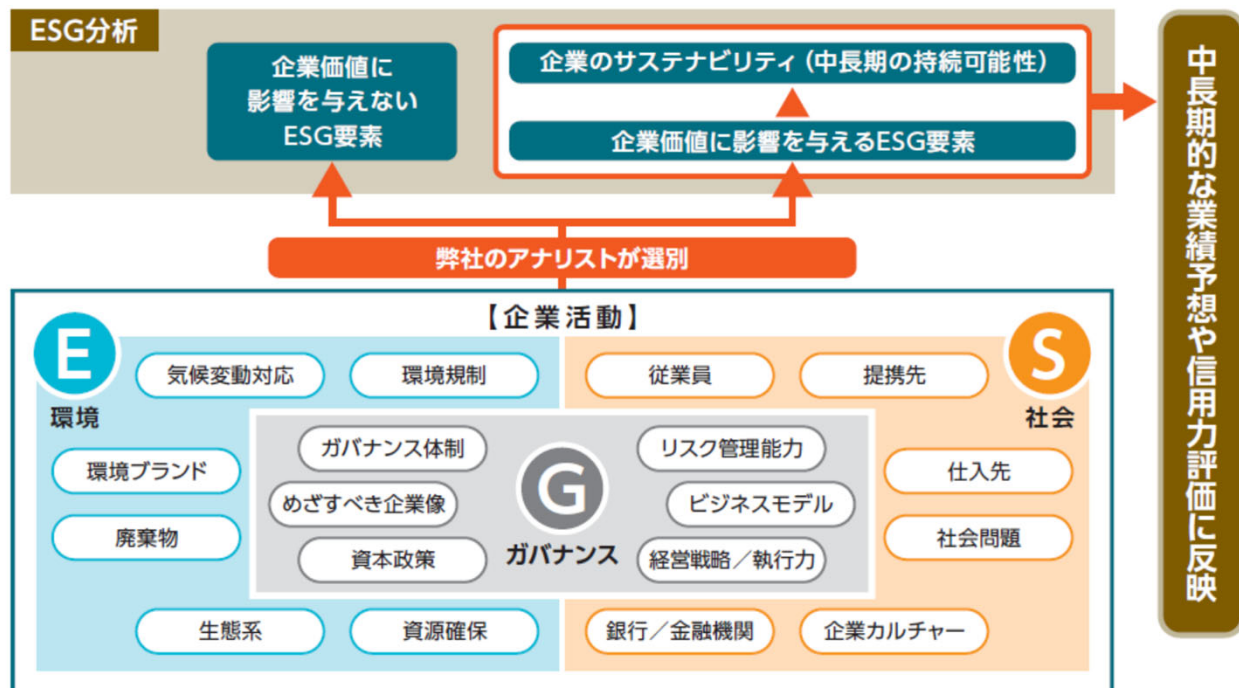 ESG分析
企業価値に
影響を与えない
ESG要素
企業のサステナビリティ（中長期の持続可能性）
企業価値に影響を与えるESG要素
中長期的な業績予想や信用力評価に反映
弊社のアナリストが選別
【企業活動】
E
環境
S
社会
気候変動対応
環境規制
従業員
提携先
環境ブランド
廃棄物
ガバナンス体制
めざすべき企業像
資本政策
G
ガバナンス
リスク管理能力
ビジネスモデル
経営戦略／執行力
仕入先
社会問題
生態系
資源確保
銀行／金融機関
企業カルチャー